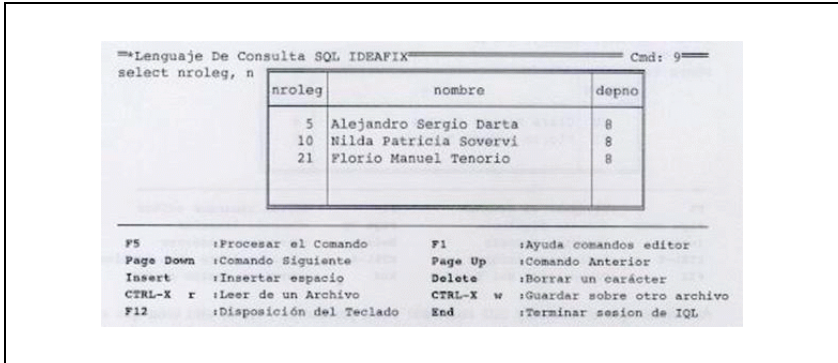 *Lenguaje De Consulta SQL IDEAFIX Cmd: 9
select nroleg, n
nroleg nombre depno
5 Alejandro Sergio Darta 8
10 Nilda Patricia Sovervi 8
21 Florio Manuel Tenorio 8
F5 :Procesar el Comando F1 :Ayuda comandos editor
Page Down :Comando Siguiente Page Up :Comando Anterior
Insert :Insertar espacio Delete :Borrar un carácter
CTRL-X r :Leer de un Archivo CTRL-X w :Guardar sobre otro archivo
F12 :Disposición del Teclado End :Terminar sesion de IQL